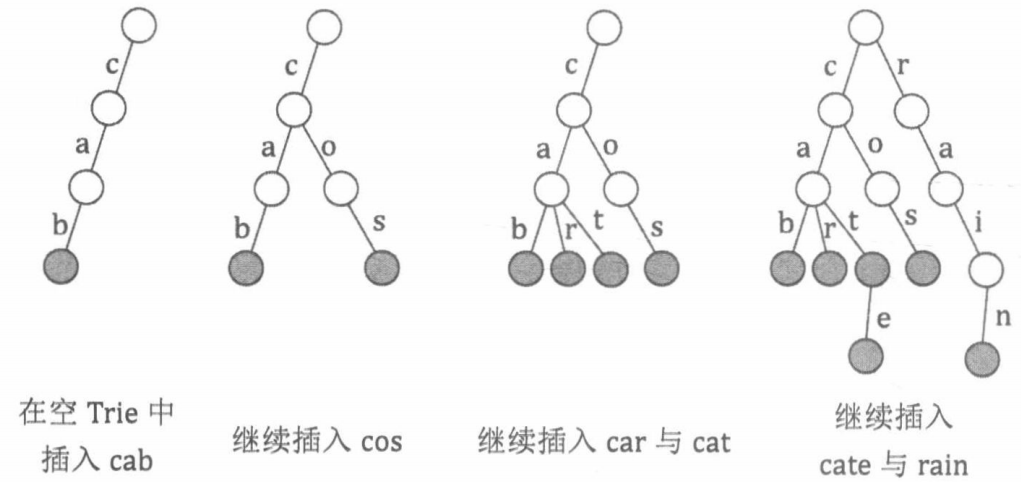 c
a
b
c
a o
b s
c
a o
b r t s
c r
a o a
b r t s i
e n
在空 Trie 中
插入 cab
继续插入 cos
继续插入 car 与 cat
继续插入
cate 与 rain